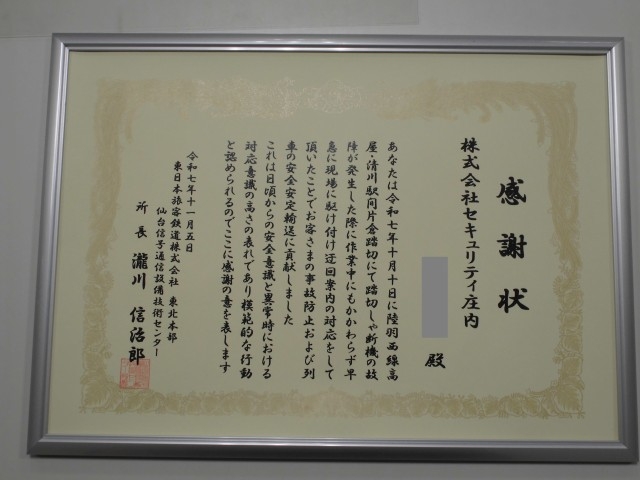 感謝状
株式会社セキュリティ庄内
殿
あなたは令和七年十月十日に陸羽西線高
屋・清川駅間片倉踏切にて踏切しゃ断機の故
障が発生した際に作業中にもかかわらず早
急に現場に駆け付け迂回案内の対応をして
頂いたことでお客さまの事故防止および列
車の安全安定輸送に貢献しました
これは日頃からの安全意識と異常時における
対応意識の高さの表れであり模範的な行動
と認められるのでここに感謝の意を表します
令和七年十一月五日
東日本旅客鉄道株式会社 東北本部
仙台信号通信設備技術センター
所長 瀧川 信治郎